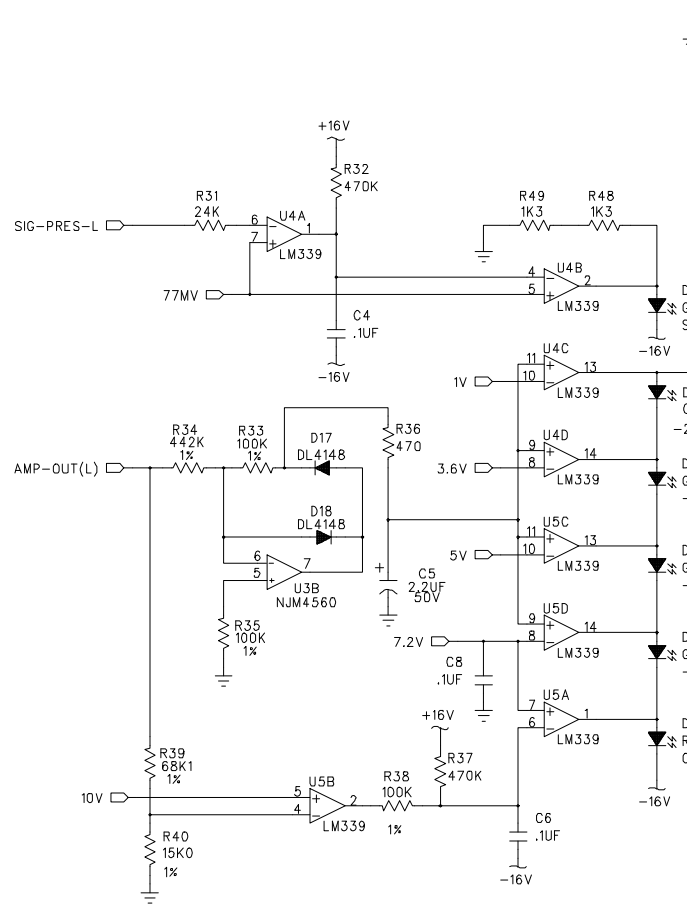 +16V
R32
470K
R31
24K
SIG-PRES-L
6
7
U4A
1
LM339
R49
1K3
R48
1K3
77MV
4
5
U4B
2
LM339
C4
.1UF
-16V
-16V
U4C
11
10
13
1V
LM339
R34
442K
1%
R33
100K
1%
D17
DL4148
R36
470
AMP-OUT(L)
U4D
9
8
14
3.6V
LM339
D18
DL4148
6
5
7
U3B
NJM4560
U5C
11
10
13
5V
LM339
C5
2.2UF
50V
+
R35
100K
1%
U5D
9
8
14
7.2V
LM339
C8
.1UF
U5A
7
6
1
LM339
+16V
R37
470K
R39
68K1
1%
10V
5
4
U5B
2
LM339
R38
100K
1%
-16V
C6
.1UF
-16V
R40
15K0
1%